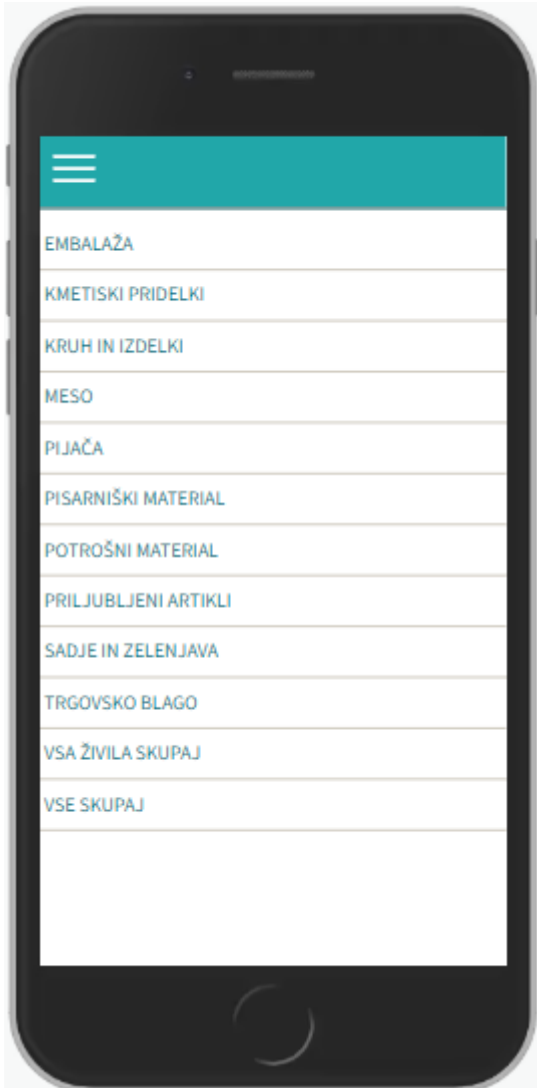 EMBALAŽA
KMETISKI PRIDELKI
KRUH IN IZDELKI
MESO
PIJAČA
PISARNIŠKI MATERIAL
POTROŠNI MATERIAL
PRILJUBLJENI ARTIKLI
SADJE IN ZELENJAVA
TRGOVSKO BLAGO
VSA ŽIVILA SKUPAJ
VSE SKUPAJ